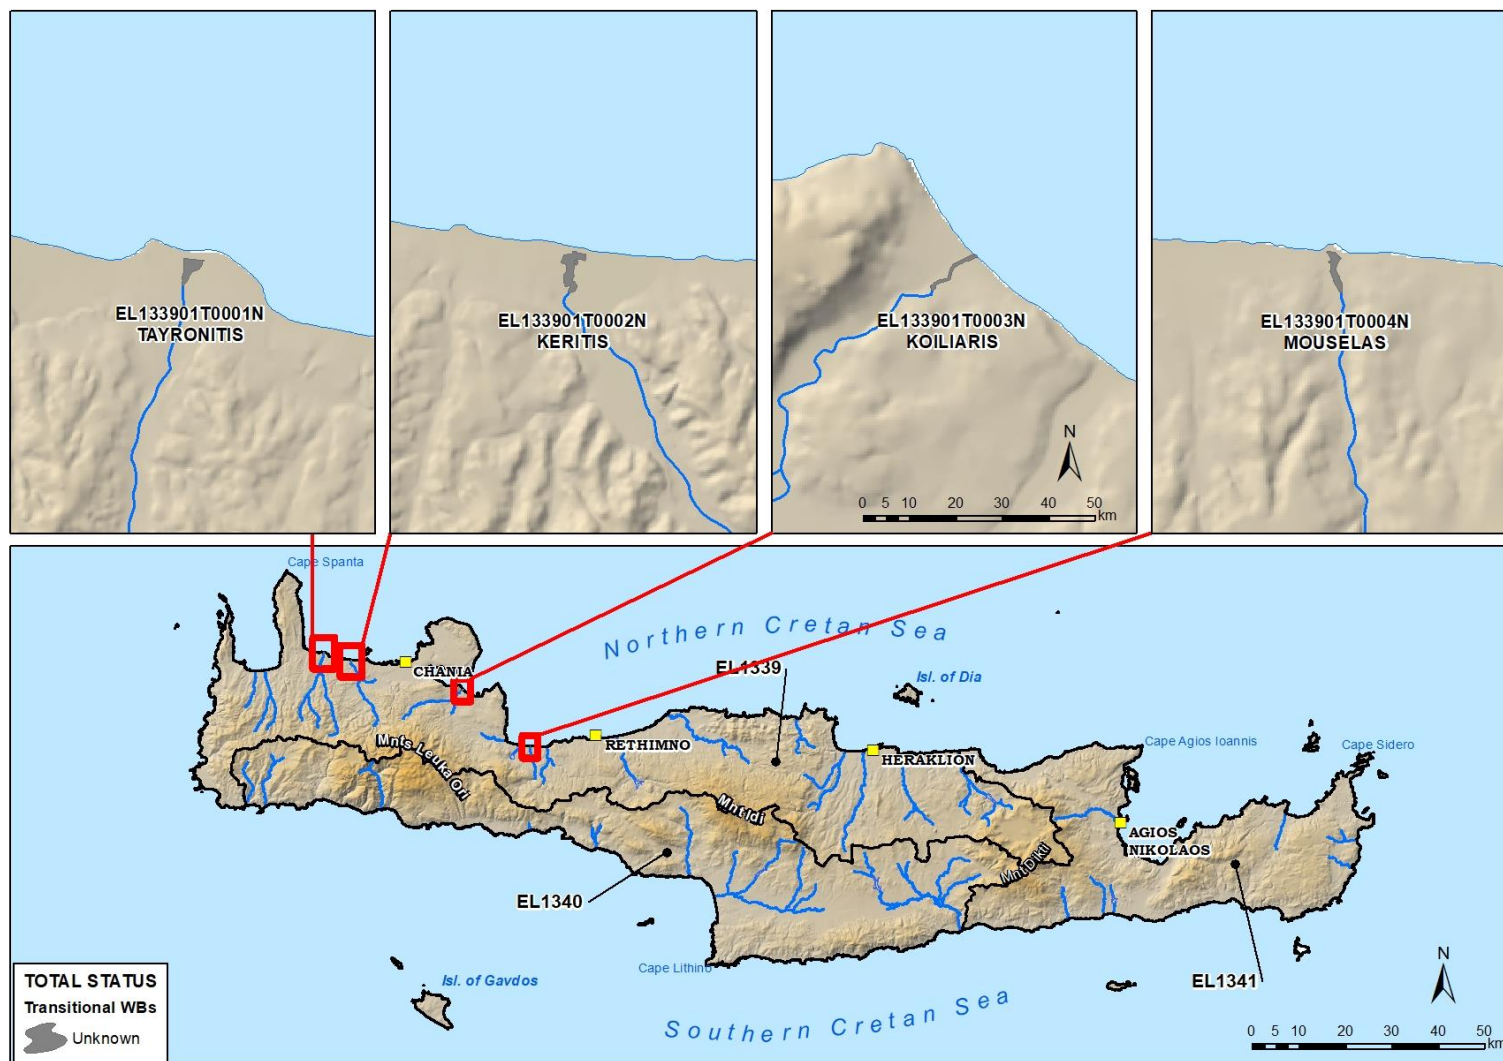 EL133901T0001N
TAYRONITIS
EL133901T0002N
KERITIS
EL133901T0003N
KOILIARIS
N
0 5 10 20 30 40 50
km
EL133901T0004N
MOUSELAS
Cape Spanta
Northern Cretan Sea
CHANIA
EL1339
Isl. of Dia
Mnts Leuka Ori
RETHIMNO
HERAKLION
Cape Agios Ioannis
Cape Sidero
Mnt Idi
AGIOS
NIKOLAOS
Mnt Dikti
EL1340
Cape Lithino
Isl. of Gavdos
EL1341
Southern Cretan Sea
TOTAL STATUS
Transitional WBs
Unknown
N
0 5 10 20 30 40 50
km